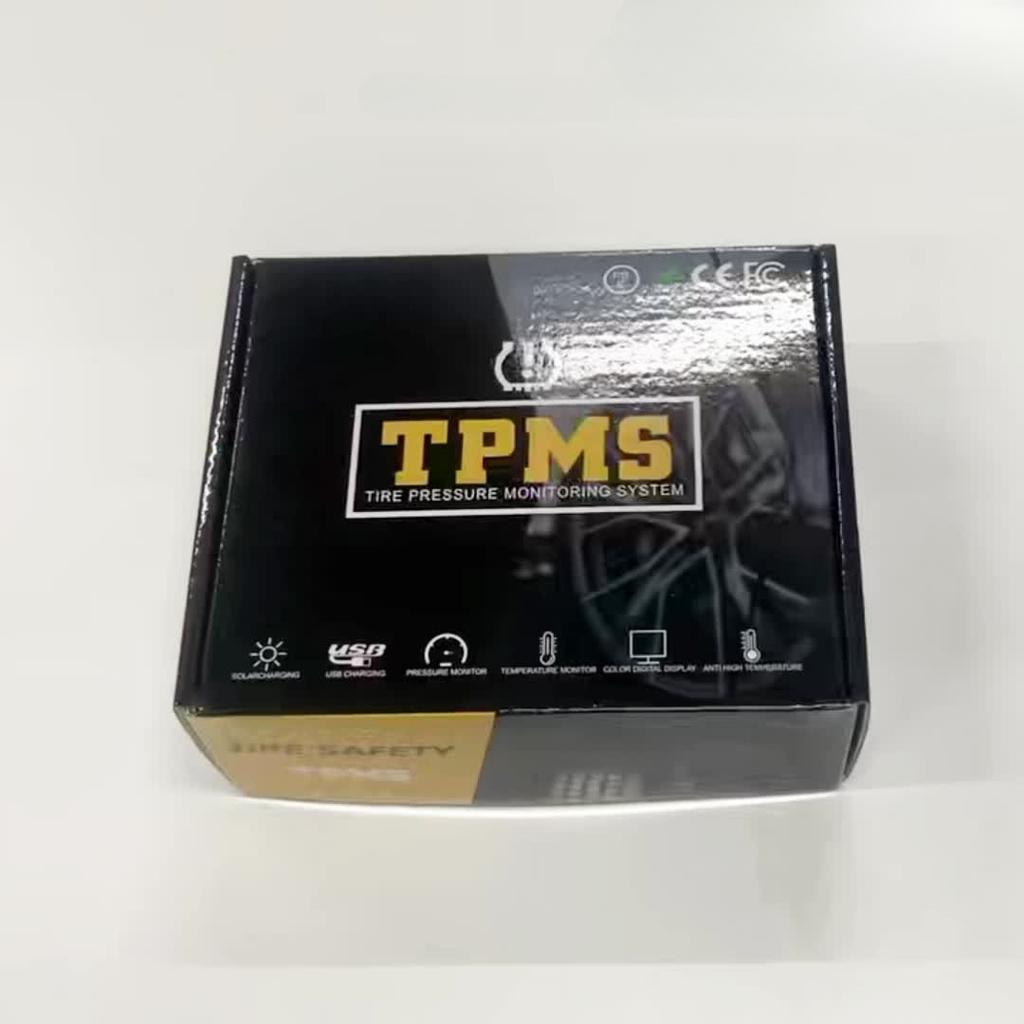 CE FC
TPMS
TIRE PRESSURE MONITORING SYSTEM
SOLARCHARGING
USB
USB CHARGING
PRESSURE MONITOR
TEMPERATURE MONITOR
COLOR DIGITAL DISPLAY
ANTI HIGH TEMPERATURE
TIRE SAFETY
TPMS